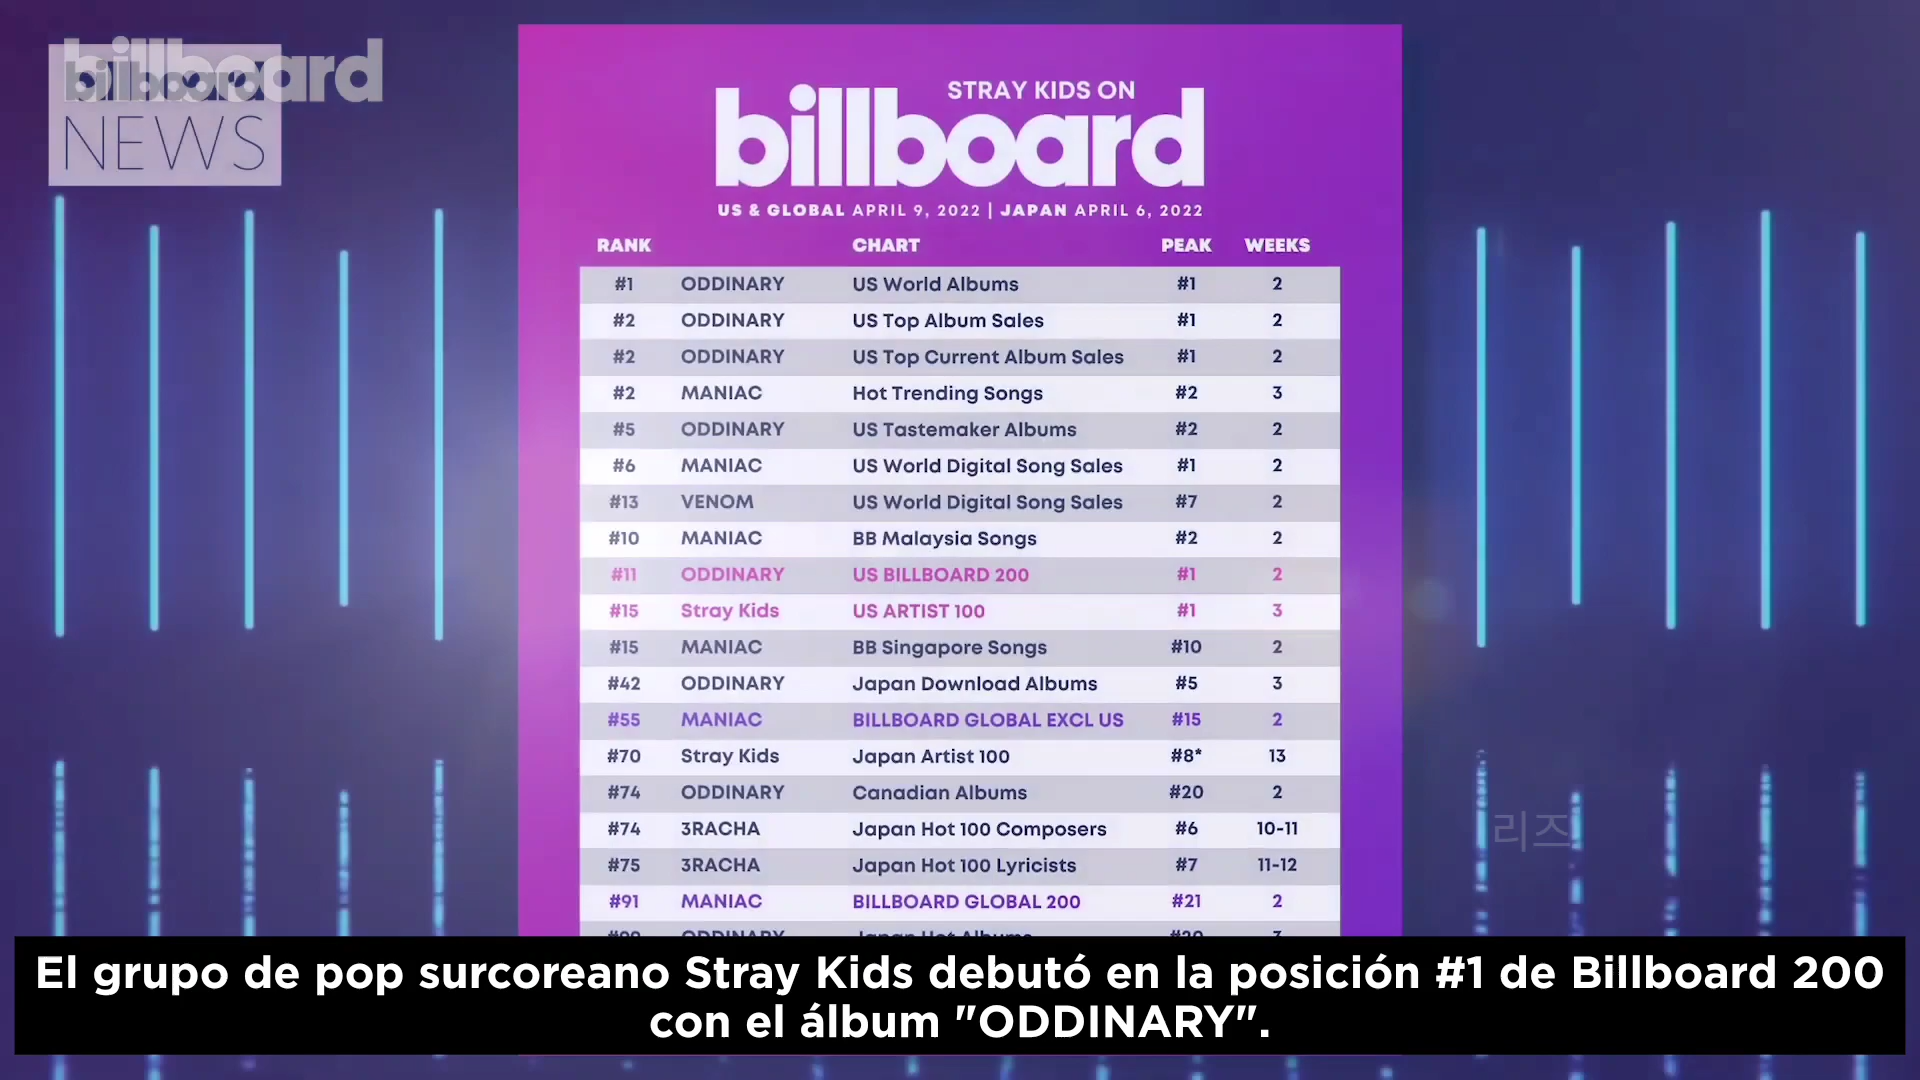 billboard
billboard
NEWS
STRAY KIDS ON
billboard
US & GLOBAL APRIL 9, 2022 | JAPAN APRIL 6, 2022
RANK CHART PEAK WEEKS
#1 ODDINARY US World Albums #1 2
#2 ODDINARY US Top Album Sales #1 2
#2 ODDINARY US Top Current Album Sales #1 2
#2 MANIAC Hot Trending Songs #2 3
#5 ODDINARY US Tastemaker Albums #2 2
#6 MANIAC US World Digital Song Sales #1 2
#13 VENOM US World Digital Song Sales #7 2
#10 MANIAC BB Malaysia Songs #2 2
#11 ODDINARY US BILLBOARD 200 #1 2
#15 Stray Kids US ARTIST 100 #1 3
#15 MANIAC BB Singapore Songs #10 2
#42 ODDINARY Japan Download Albums #5 3
#55 MANIAC BILLBOARD GLOBAL EXCL US #15 2
#70 Stray Kids Japan Artist 100 #8* 13
#74 ODDINARY Canadian Albums #20 2
#74 3RACHA Japan Hot 100 Composers #6 10-11
#75 3RACHA Japan Hot 100 Lyricists #7 11-12
#91 MANIAC BILLBOARD GLOBAL 200 #21 2
ODDINARY Japan Hot Albums
리즈
El grupo de pop surcoreano Stray Kids debutó en la posición #1 de Billboard 200
con el álbum "ODDINARY".